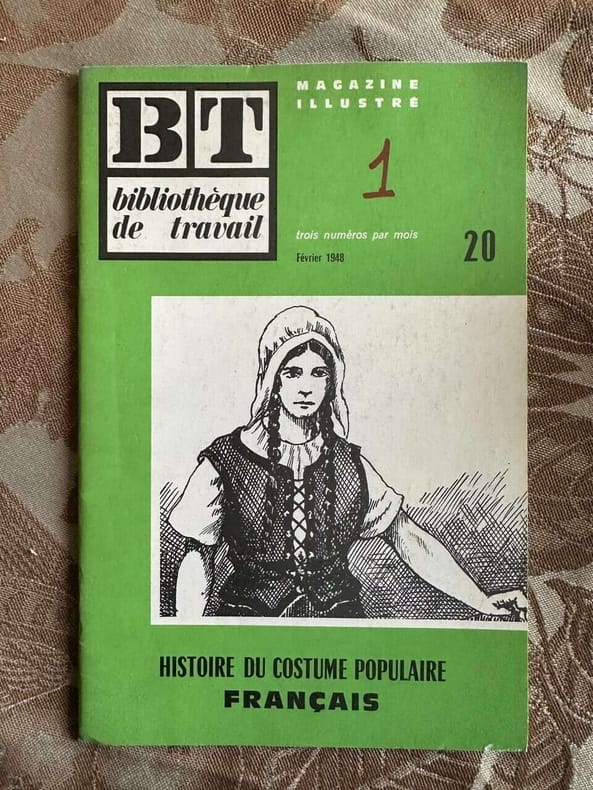 BT
bibliothèque
de travail
MAGAZINE
ILLUSTRÉ
1
trois numéros par mois
Février 1948
20
HISTOIRE DU COSTUME POPULAIRE
FRANÇAIS